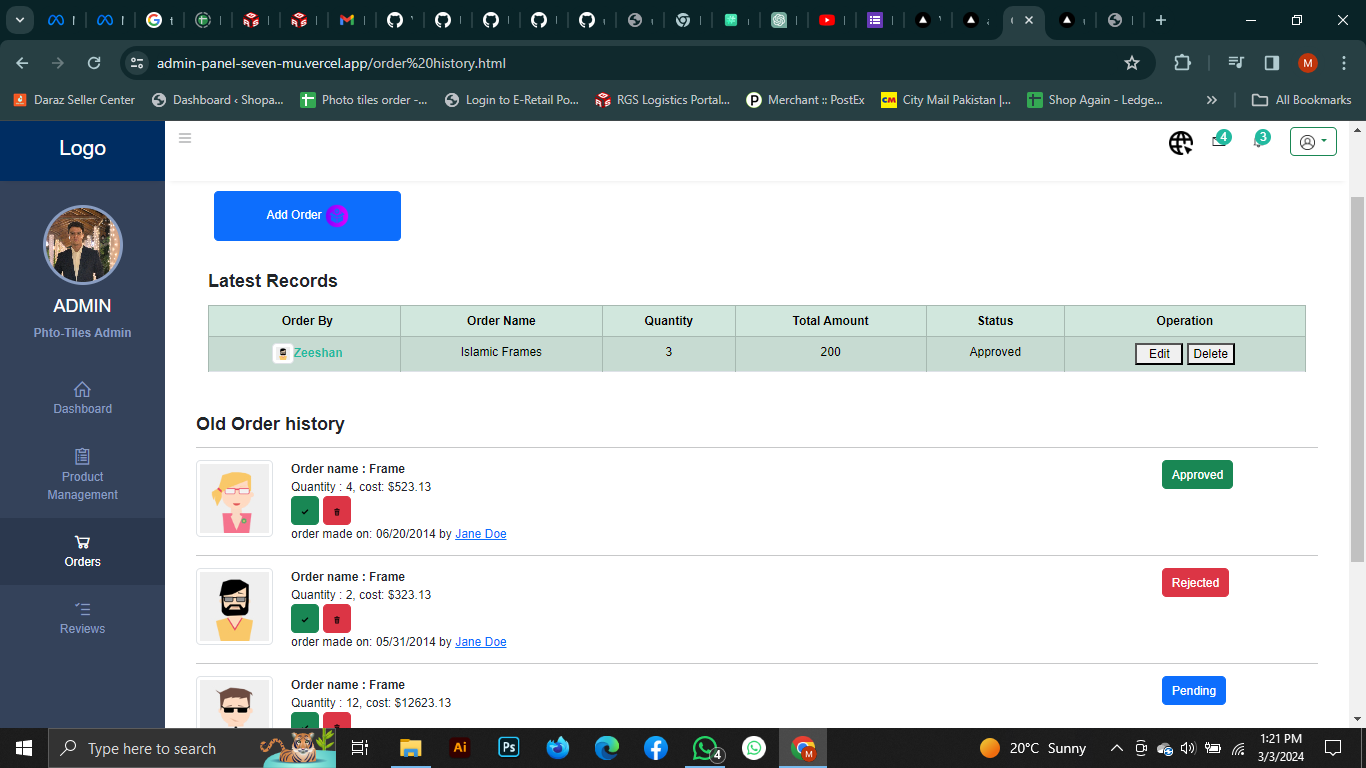 admin-panel-seven-mu.vercel.app/order%20history.html
M
Daraz Seller Center
Dashboard ‹ Shopa...
Photo tiles order -...
Login to E-Retail Po...
RGS Logistics Portal...
Merchant :: PostEx
City Mail Pakistan |...
Shop Again - Ledge...
»
All Bookmarks
Logo
4
3
Add Order
ADMIN
Phto-Tiles Admin
Dashboard
Product
Management
Orders
Reviews
Latest Records
Order By Order Name Quantity Total Amount Status Operation
Zeeshan Islamic Frames 3 200 Approved Edit Delete
Old Order history
Order name : Frame
Quantity : 4, cost: $523.13
order made on: 06/20/2014 by Jane Doe
Approved
Order name : Frame
Quantity : 2, cost: $323.13
order made on: 05/31/2014 by Jane Doe
Rejected
Order name : Frame
Quantity : 12, cost: $12623.13
Pending
Type here to search
Ai
Ps
4
M
20°C Sunny
1:21 PM
3/3/2024